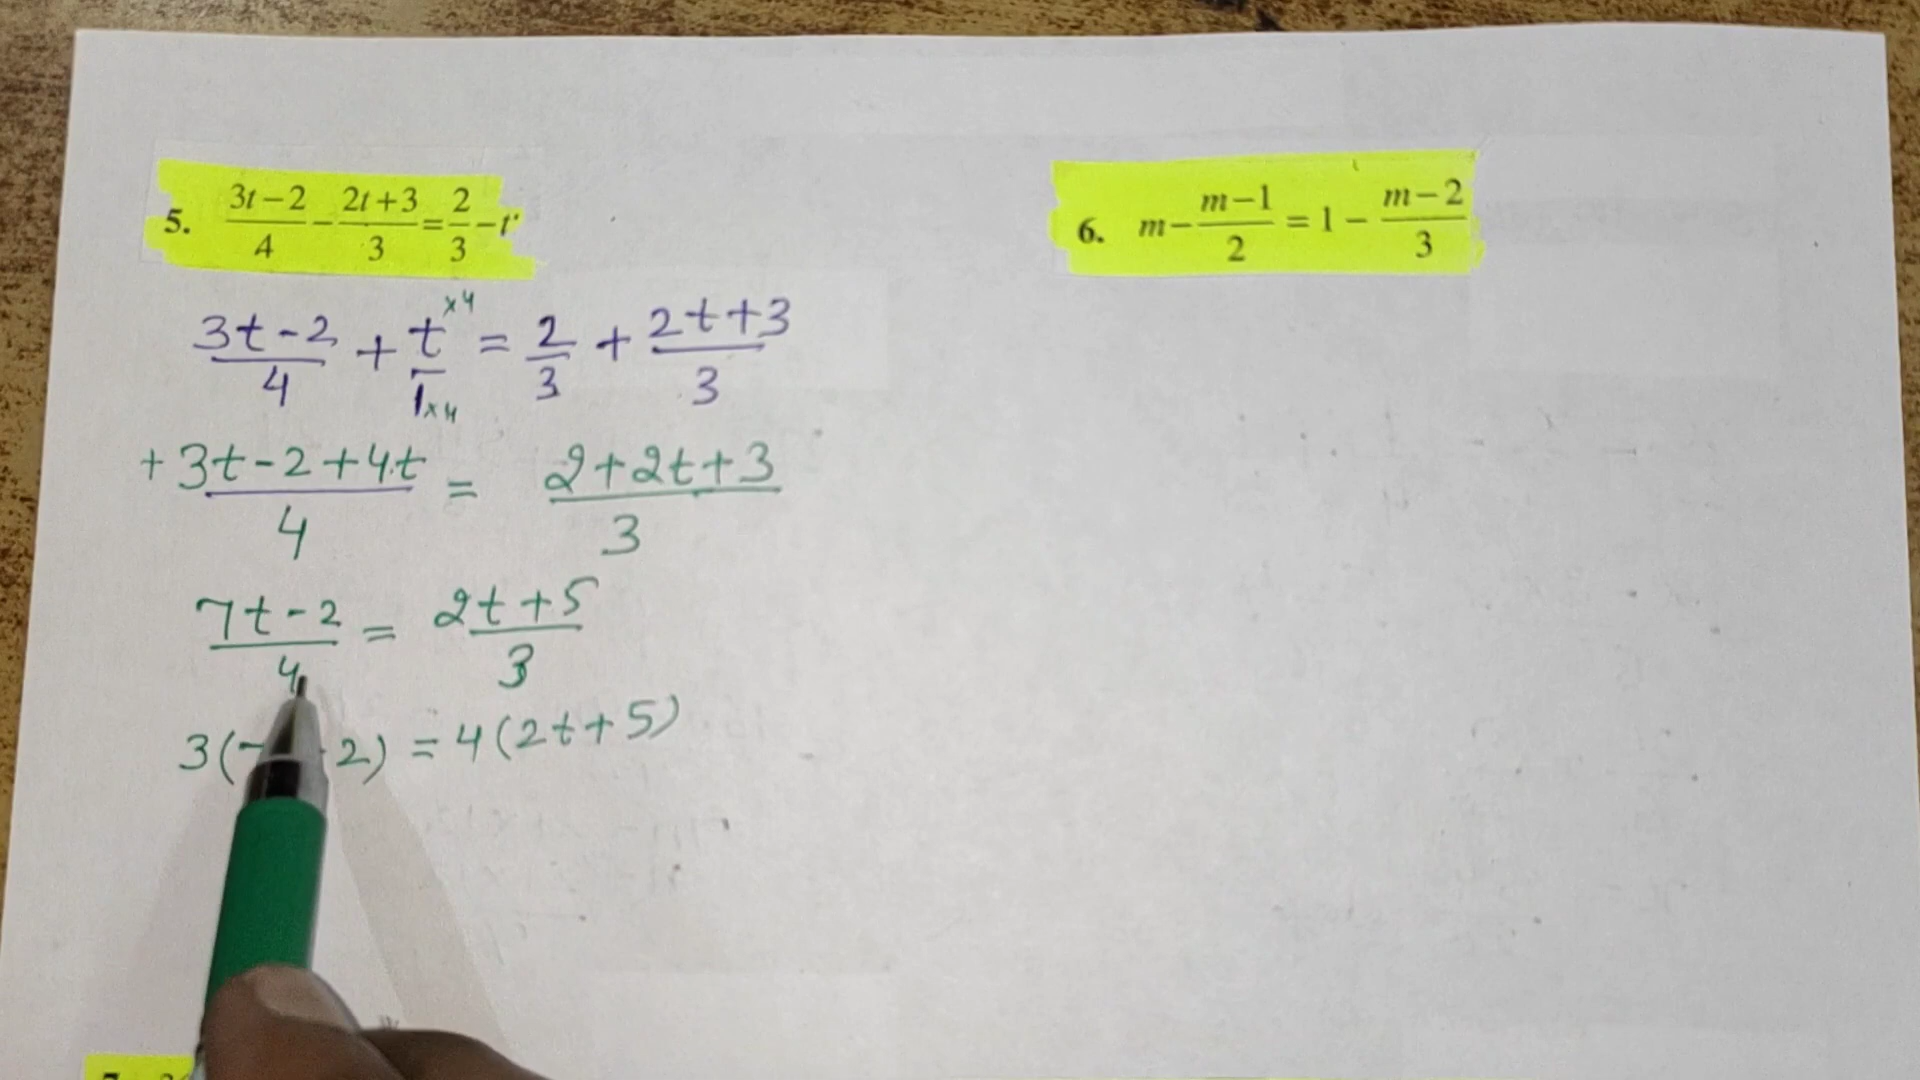 5. (3t-2)/4 - (2t+3)/3 = 2/3 - t
6. m - (m-1)/2 = 1 - (m-2)/3
(3t-2)/4 + t×4/1×4 = 2/3 + (2t+3)/3
+ (3t-2+4t)/4 = (2+2t+3)/3
(7t-2)/4 = (2t+5)/3
3( -2) = 4(2t+5)